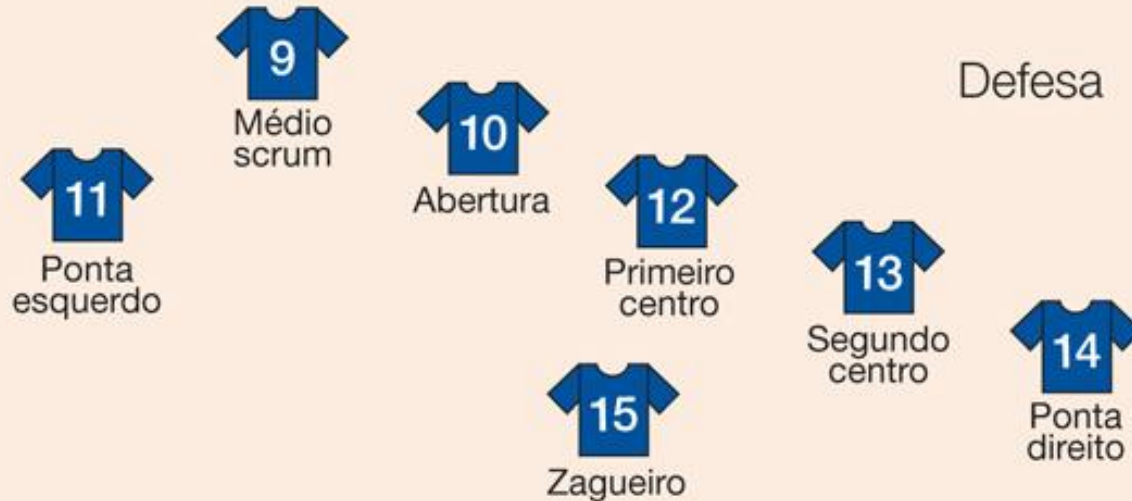 9
Médio
scrum
Defesa
10
Abertura
11
Ponta
esquerdo
12
Primeiro
centro
13
Segundo
centro
14
Ponta
direito
15
Zagueiro